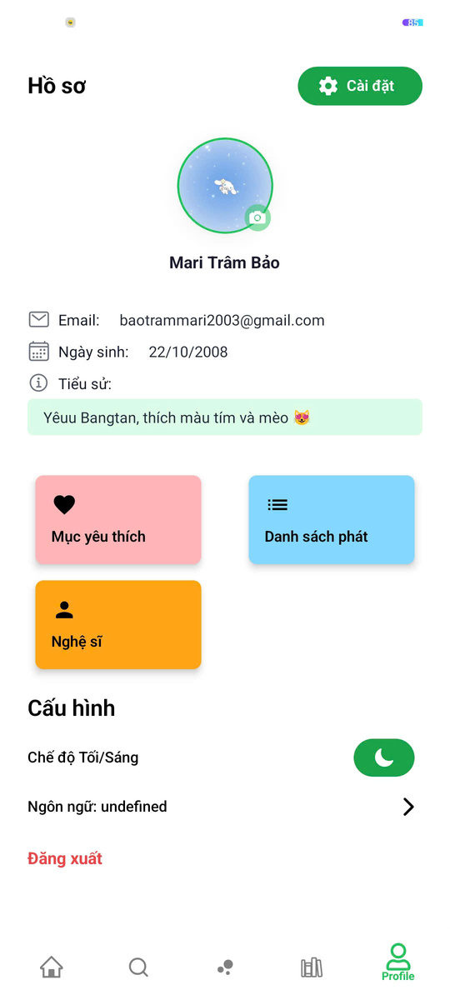 85
Hồ sơ
Cài đặt
Mari Trâm Bảo
Email: baotrammari2003@gmail.com
Ngày sinh: 22/10/2008
Tiểu sử:
Yêuu Bangtan, thích màu tím và mèo 😻
Mục yêu thích
Danh sách phát
Nghệ sĩ
Cấu hình
Chế độ Tối/Sáng
Ngôn ngữ: undefined
Đăng xuất
Profile